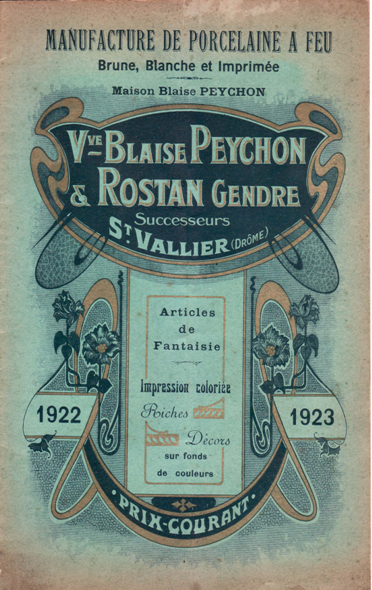 MANUFACTURE DE PORCELAINE A FEU
Brune, Blanche et Imprimée
Maison Blaise PEYCHON
VVE BLAISE PEYCHON
& ROSTAN GENDRE
Successeurs
ST VALLIER (DRÔME)
Articles
de
Fantaisie
Impression coloriée
Riches
Décors
sur fonds
de couleurs
1922
1923
· PRIX-COURANT ·